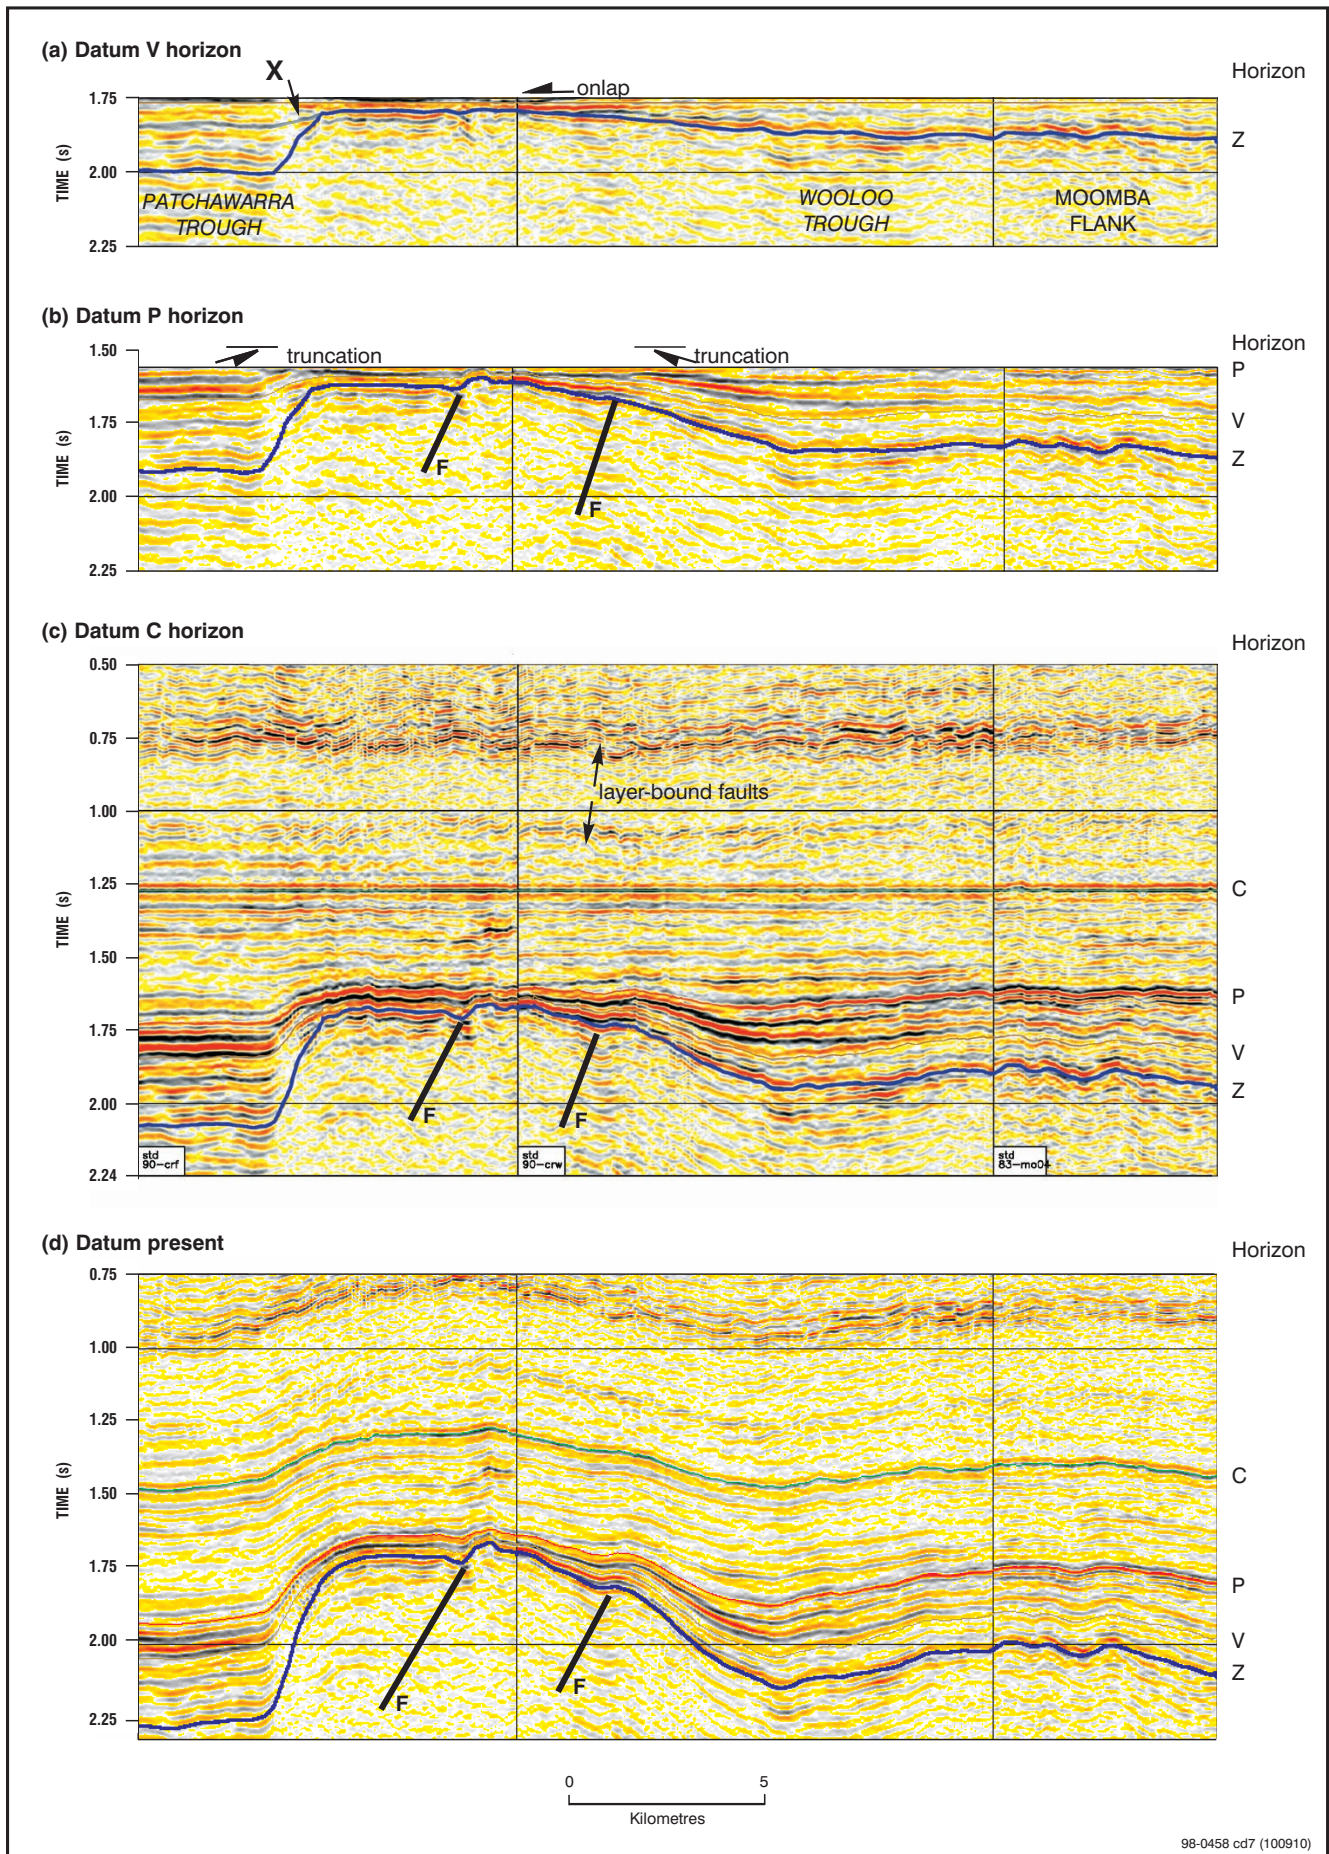 (a) Datum V horizon
X
onlap
Horizon
1.75
2.00
2.25
TIME (s)
Z
PATCHAWARRA
TROUGH
WOOLOO
TROUGH
MOOMBA
FLANK
(b) Datum P horizon
truncation
truncation
Horizon
1.50
1.75
2.00
2.25
TIME (s)
P
V
Z
F
F
(c) Datum C horizon
Horizon
0.50
0.75
1.00
1.25
1.50
1.75
2.00
2.24
TIME (s)
layer-bound faults
C
P
V
Z
F
F
std
90-crf
std
90-crw
std
83-mo04
(d) Datum present
Horizon
0.75
1.00
1.25
1.50
1.75
2.00
2.25
TIME (s)
C
P
V
Z
F
F
0 5
Kilometres
98-0458 cd7 (100910)